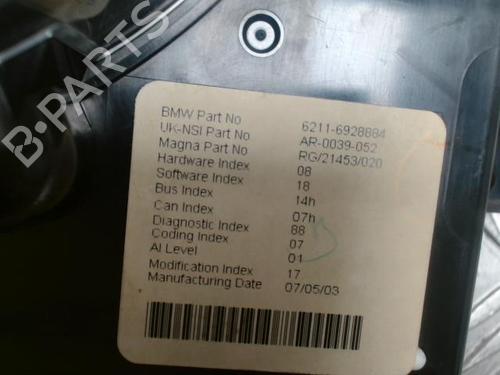 B-PARTS
BMW Part No 6211-6928884
UK-NSI Part No AR-0039-052
Magna Part No RG/21453/020
Hardware Index 08
Software Index 18
Bus Index 14h
Can Index 07h
Diagnostic Index 88
Coding Index 07
AI Level 01
Modification Index 17
Manufacturing Date 07/05/03